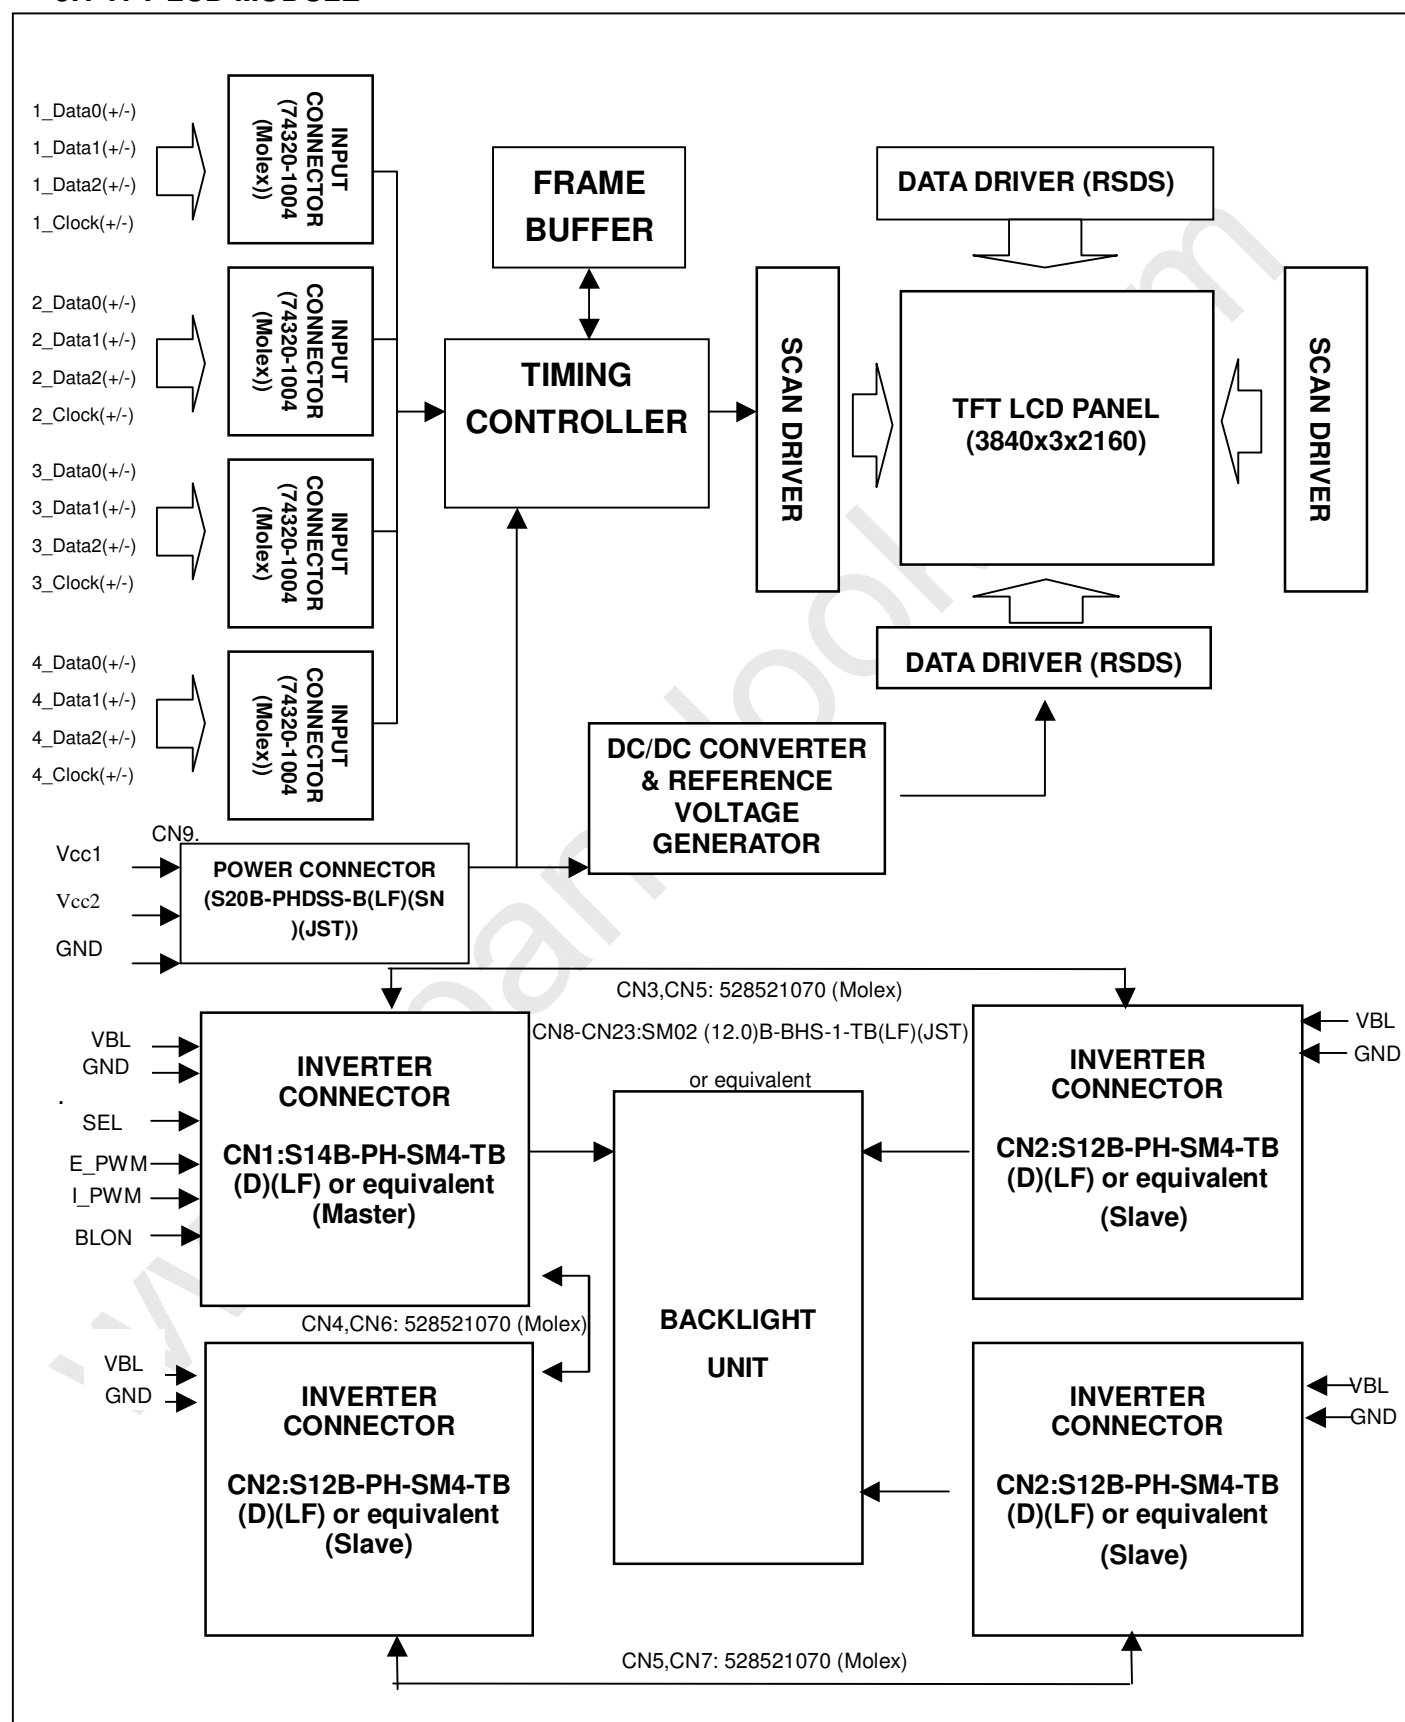 1_Data0(+/-)
1_Data1(+/-)
1_Data2(+/-)
1_Clock(+/-)
INPUT
CONNECTOR
(74320-1004
(Molex))
2_Data0(+/-)
2_Data1(+/-)
2_Data2(+/-)
2_Clock(+/-)
INPUT
CONNECTOR
(74320-1004
(Molex))
3_Data0(+/-)
3_Data1(+/-)
3_Data2(+/-)
3_Clock(+/-)
INPUT
CONNECTOR
(74320-1004
(Molex)
4_Data0(+/-)
4_Data1(+/-)
4_Data2(+/-)
4_Clock(+/-)
INPUT
CONNECTOR
(74320-1004
(Molex))
FRAME
BUFFER
TIMING
CONTROLLER
DATA DRIVER (RSDS)
SCAN DRIVER
TFT LCD PANEL
(3840x3x2160)
SCAN DRIVER
DATA DRIVER (RSDS)
DC/DC CONVERTER
& REFERENCE
VOLTAGE
GENERATOR
CN9.
Vcc1
Vcc2
GND
POWER CONNECTOR
(S20B-PHDSS-B(LF)(SN
)(JST))
CN3,CN5: 528521070 (Molex)
CN8-CN23:SM02 (12.0)B-BHS-1-TB(LF)(JST)
or equivalent
VBL
GND
.
SEL
E_PWM
I_PWM
BLON
INVERTER
CONNECTOR
CN1:S14B-PH-SM4-TB
(D)(LF) or equivalent
(Master)
INVERTER
CONNECTOR
CN2:S12B-PH-SM4-TB
(D)(LF) or equivalent
(Slave)
VBL
GND
BACKLIGHT
UNIT
CN4,CN6: 528521070 (Molex)
VBL
GND
INVERTER
CONNECTOR
CN2:S12B-PH-SM4-TB
(D)(LF) or equivalent
(Slave)
INVERTER
CONNECTOR
CN2:S12B-PH-SM4-TB
(D)(LF) or equivalent
(Slave)
VBL
GND
CN5,CN7: 528521070 (Molex)